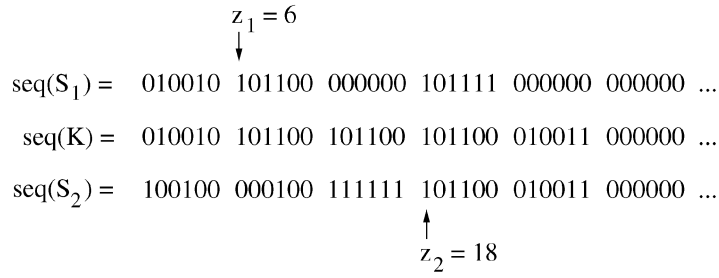 z₁ = 6
seq(S₁) = 010010 101100 000000 101111 000000 000000 ...
seq(K) = 010010 101100 101100 101100 010011 000000 ...
seq(S₂) = 100100 000100 111111 101100 010011 000000 ...
z₂ = 18